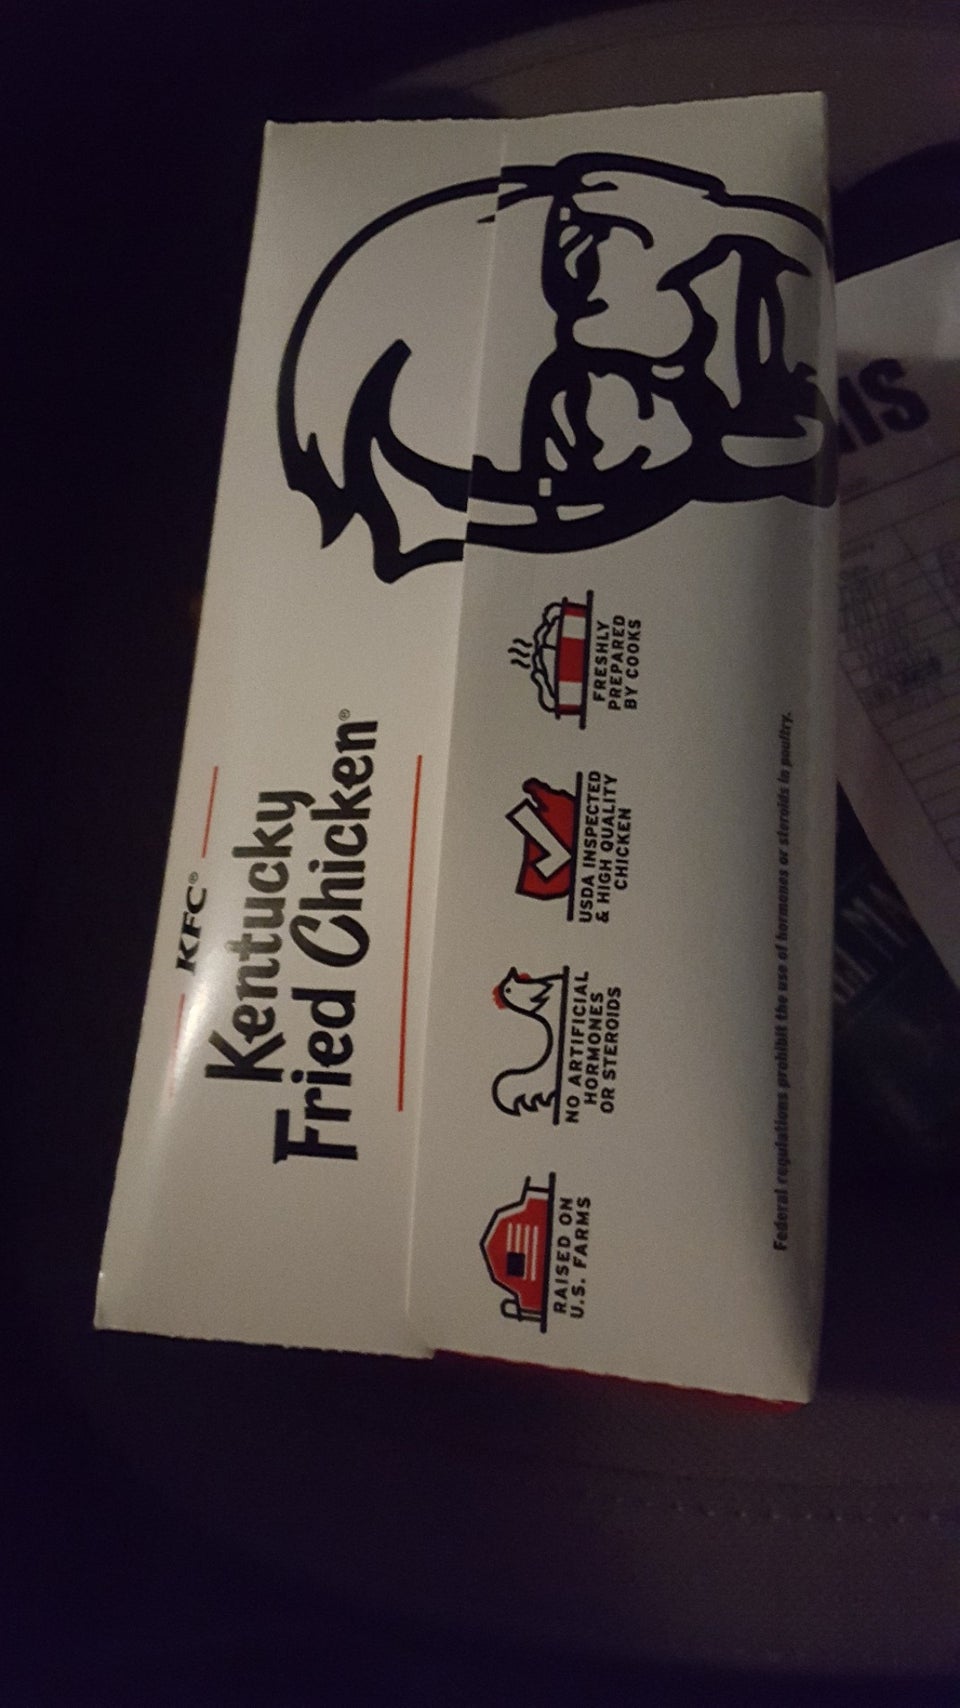 KFC®
Kentucky
Fried Chicken®
RAISED ON
U.S. FARMS
NO ARTIFICIAL
HORMONES
OR STEROIDS
USDA INSPECTED
& HIGH QUALITY
CHICKEN
FRESHLY
PREPARED
BY COOKS
Federal regulations prohibit the use of hormones or steroids in poultry.